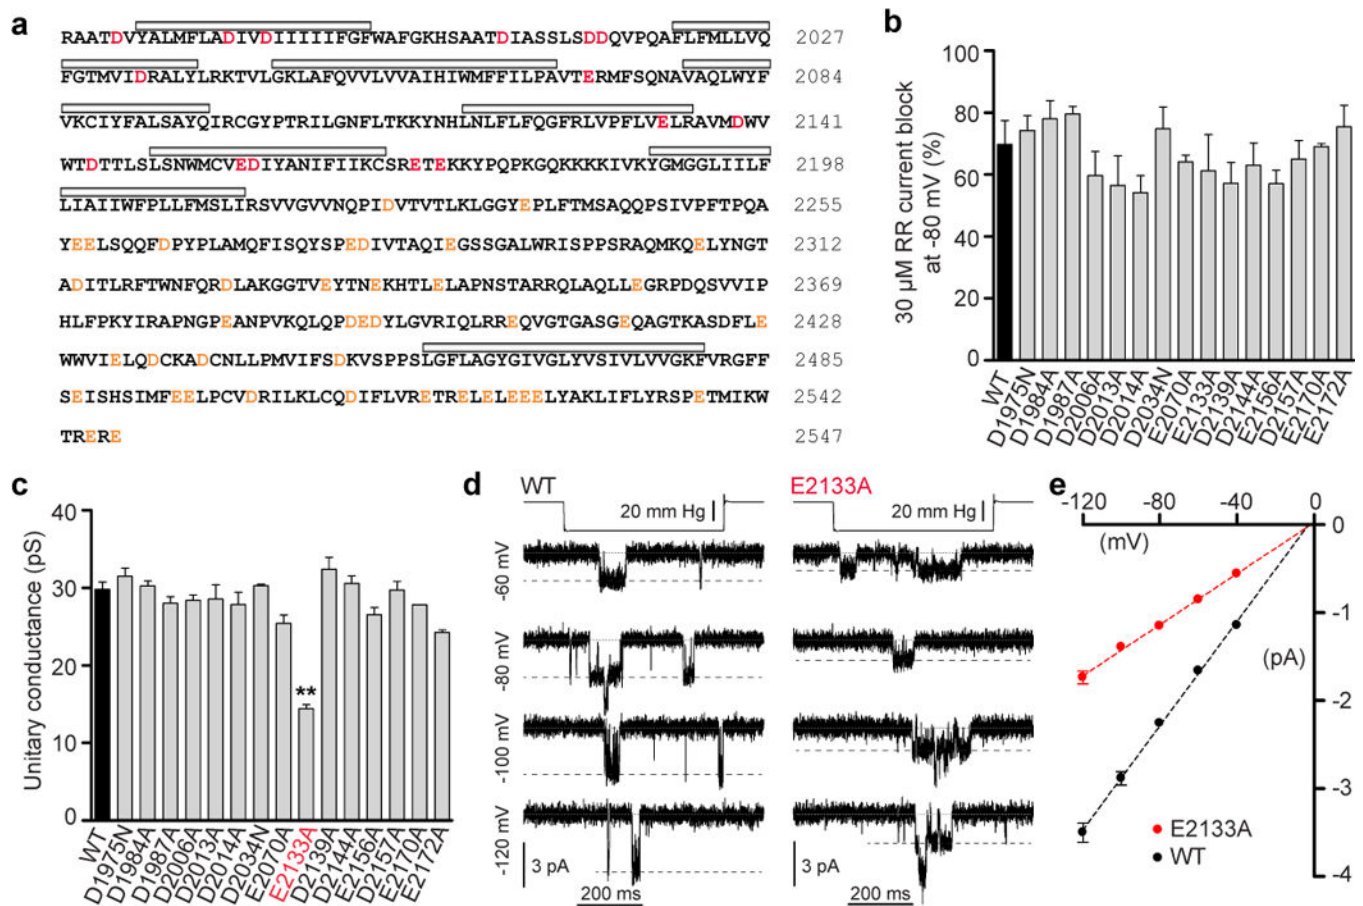 a
RAATDVYALMFLADIVDIIIIIFGFWAFGKHSAATDIASSLSDDQVPQAFLFMLLVQ 2027
FGTMVIDRALYLRKTVLGKLAFQVVLVVAIHIWMFFILPAVTERMFSQNAVAQLWYF 2084
VKCIYFALSAYQIRCGYPTRILGNFLTKKYNHLNLFLFQGFRLVPFLVELRAVMDWV 2141
WTDTTLSLSNWMCVEDIYANIFIIKCSRETEKKYPQPKGQKKKKIVKYGMGGLIILF 2198
LIAIIWFPLLFMSLIRSVVGVVNQPIDVTVTLKLGGYEPLFTMSAQQPSIVPFTPQA 2255
YEELSQQFDPYPLAMQFISQYSPEDIVTAQIEGSSGALWRISPPSRAQMKQELYNGT 2312
ADITLRFTWNFQRDLAKGGTVEYTNEKHTLELAPNSTARRQLAQLLEGRPDQSVVIP 2369
HLFPKYIRAPNGPEANPVKQLQPDEDYLGVRIQLRREQVGTGASGEQAGTKASDFLE 2428
WWVIELQDCKADCNLLPMVIFSDKVSPPSLGFLAGYGIVGLYVSIVLVVGKFVRGFF 2485
SEISHSIMFEELPCVDRILKLCQDIFLVRETRELELEEELYAKLIFLYRSPETMIKW 2542
TRERE 2547
b
30 µM RR current block
at -80 mV (%)
100
80
60
40
20
0
WT
D1975N
D1984A
D1987A
D2006A
D2013A
D2014A
D2034N
E2070A
E2133A
D2139A
D2144A
E2156A
D2157A
E2170A
E2172A
c
Unitary conductance (pS)
40
30
20
10
0
**
WT
D1975N
D1984A
D1987A
D2006A
D2013A
D2014A
D2034N
E2070A
E2133A
D2139A
D2144A
E2156A
D2157A
E2170A
E2172A
d
WT
20 mm Hg
-60 mV
-80 mV
-100 mV
-120 mV
3 pA
200 ms
E2133A
20 mm Hg
3 pA
200 ms
e
-120 -80 -40 0
(mV)
0
-1
(pA)
-2
-3
-4
E2133A
WT